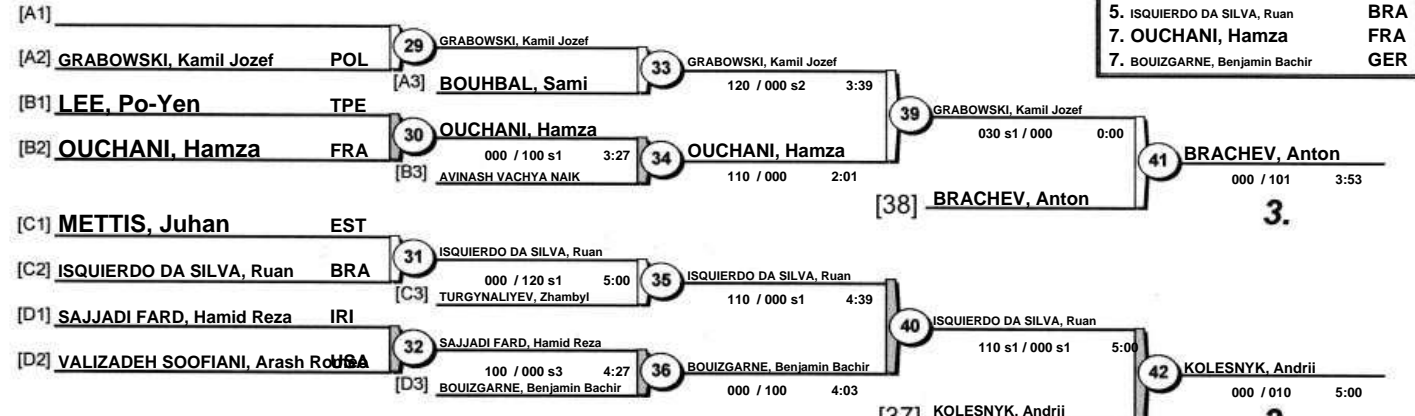 5. ISQUIERDO DA SILVA, Ruan BRA
7. OUCHANI, Hamza FRA
7. BOUIZGARNE, Benjamin Bachir GER
[A1]
[A2] GRABOWSKI, Kamil Jozef POL
29
GRABOWSKI, Kamil Jozef
[A3] BOUHBAL, Sami
33
GRABOWSKI, Kamil Jozef
120 / 000 s2 3:39
[B1] LEE, Po-Yen TPE
[B2] OUCHANI, Hamza FRA
30
OUCHANI, Hamza
000 / 100 s1 3:27
[B3] AVINASH VACHYA NAIK
34
OUCHANI, Hamza
110 / 000 2:01
39
GRABOWSKI, Kamil Jozef
030 s1 / 000 0:00
[38] BRACHEV, Anton
41
BRACHEV, Anton
000 / 101 3:53
3.
[C1] METTIS, Juhan EST
[C2] ISQUIERDO DA SILVA, Ruan BRA
31
ISQUIERDO DA SILVA, Ruan
000 / 120 s1 5:00
[C3] TURGYNALIYEV, Zhambyl
35
ISQUIERDO DA SILVA, Ruan
110 / 000 s1 4:39
[D1] SAJJADI FARD, Hamid Reza IRI
[D2] VALIZADEH SOOFIANI, Arash USA
32
SAJJADI FARD, Hamid Reza
100 / 000 s3 4:27
[D3] BOUIZGARNE, Benjamin Bachir
36
BOUIZGARNE, Benjamin Bachir
000 / 100 4:03
40
ISQUIERDO DA SILVA, Ruan
110 s1 / 000 s1 5:00
[37] KOLESNYK, Andrii
42
KOLESNYK, Andrii
000 / 010 5:00